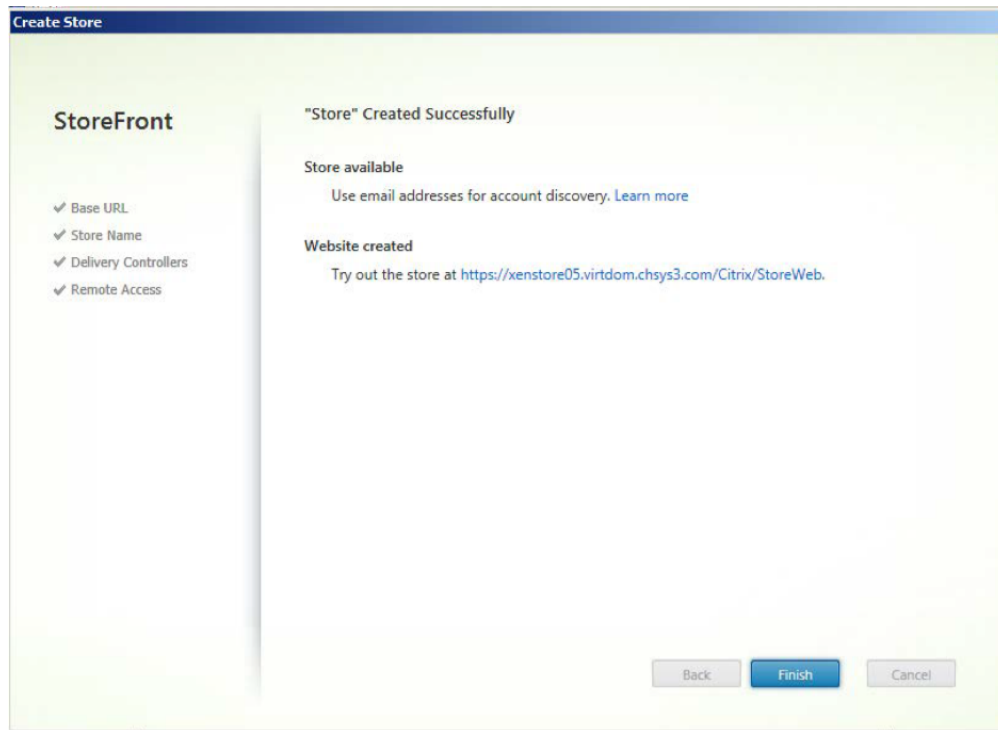 Create Store
StoreFront
✔ Base URL
✔ Store Name
✔ Delivery Controllers
✔ Remote Access
"Store" Created Successfully
Store available
Use email addresses for account discovery. Learn more
Website created
Try out the store at https://xenstore05.virtdom.chsys3.com/Citrix/StoreWeb.
Back Finish Cancel